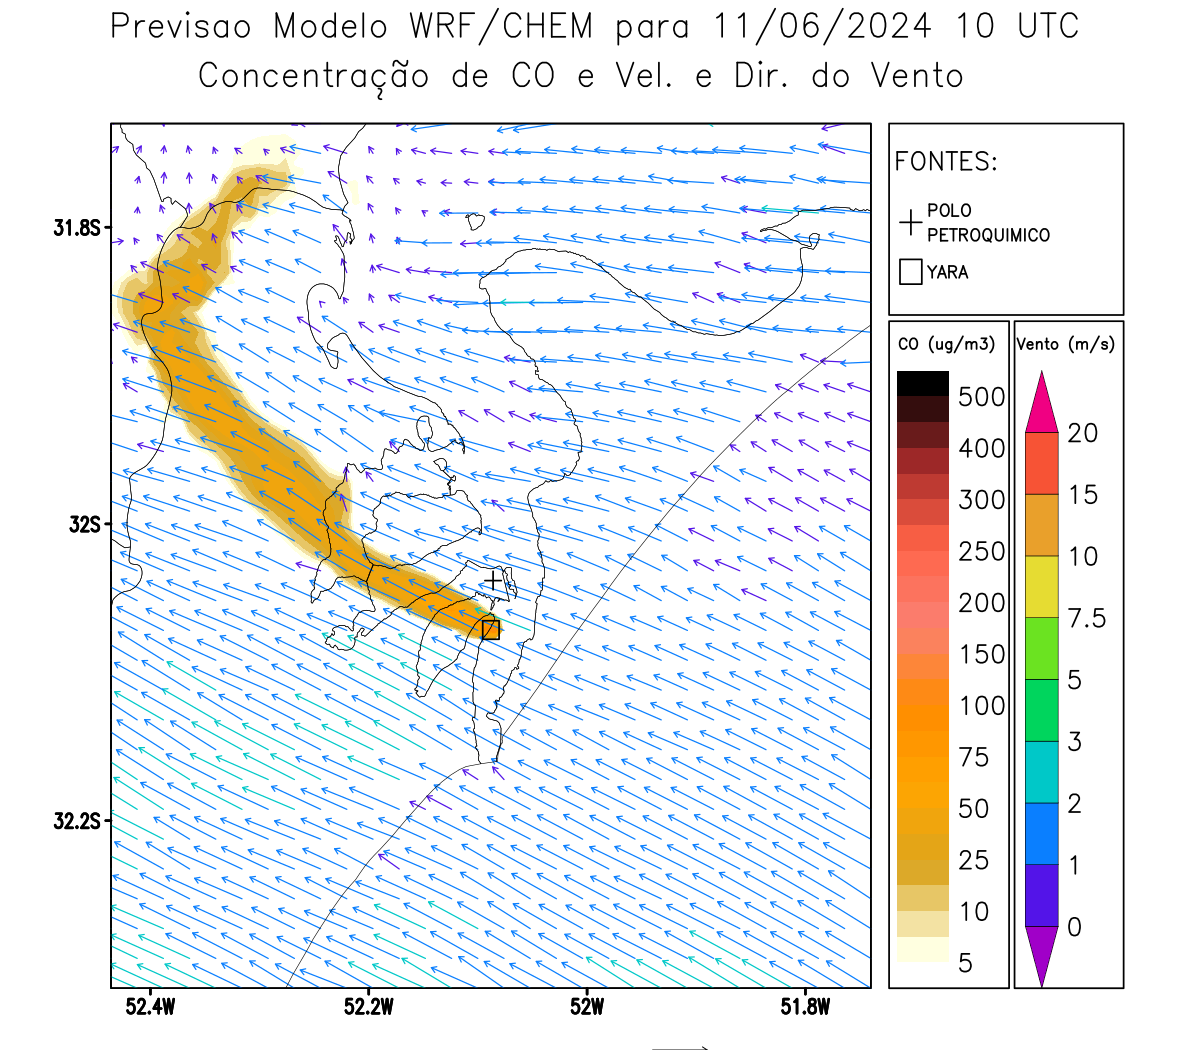 Previsao Modelo WRF/CHEM para 11/06/2024 10 UTC
Concentração de CO e Vel. e Dir. do Vento
FONTES:
POLO
PETROQUIMICO
YARA
CO (ug/m3)
500
400
300
250
200
150
100
75
50
25
10
5
Vento (m/s)
20
15
10
7.5
5
3
2
1
0
31.8S
32S
32.2S
52.4W
52.2W
52W
51.8W